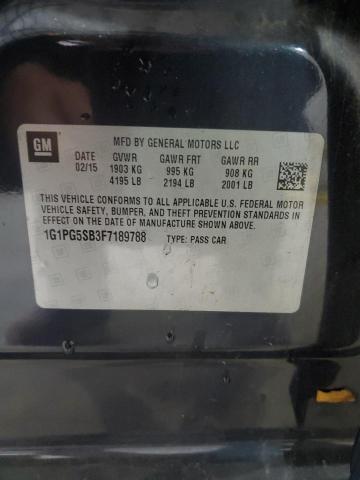 GM
MFD BY GENERAL MOTORS LLC
DATE GVWR GAWR FRT GAWR RR
02/15 1903 KG 995 KG 908 KG
4195 LB 2194 LB 2001 LB
THIS VEHICLE CONFORMS TO ALL APPLICABLE U.S. FEDERAL MOTOR
VEHICLE SAFETY, BUMPER, AND THEFT PREVENTION STANDARDS IN
EFFECT ON THE DATE OF MANUFACTURE SHOWN ABOVE.
1G1PG5SB3F7189788 TYPE: PASS CAR